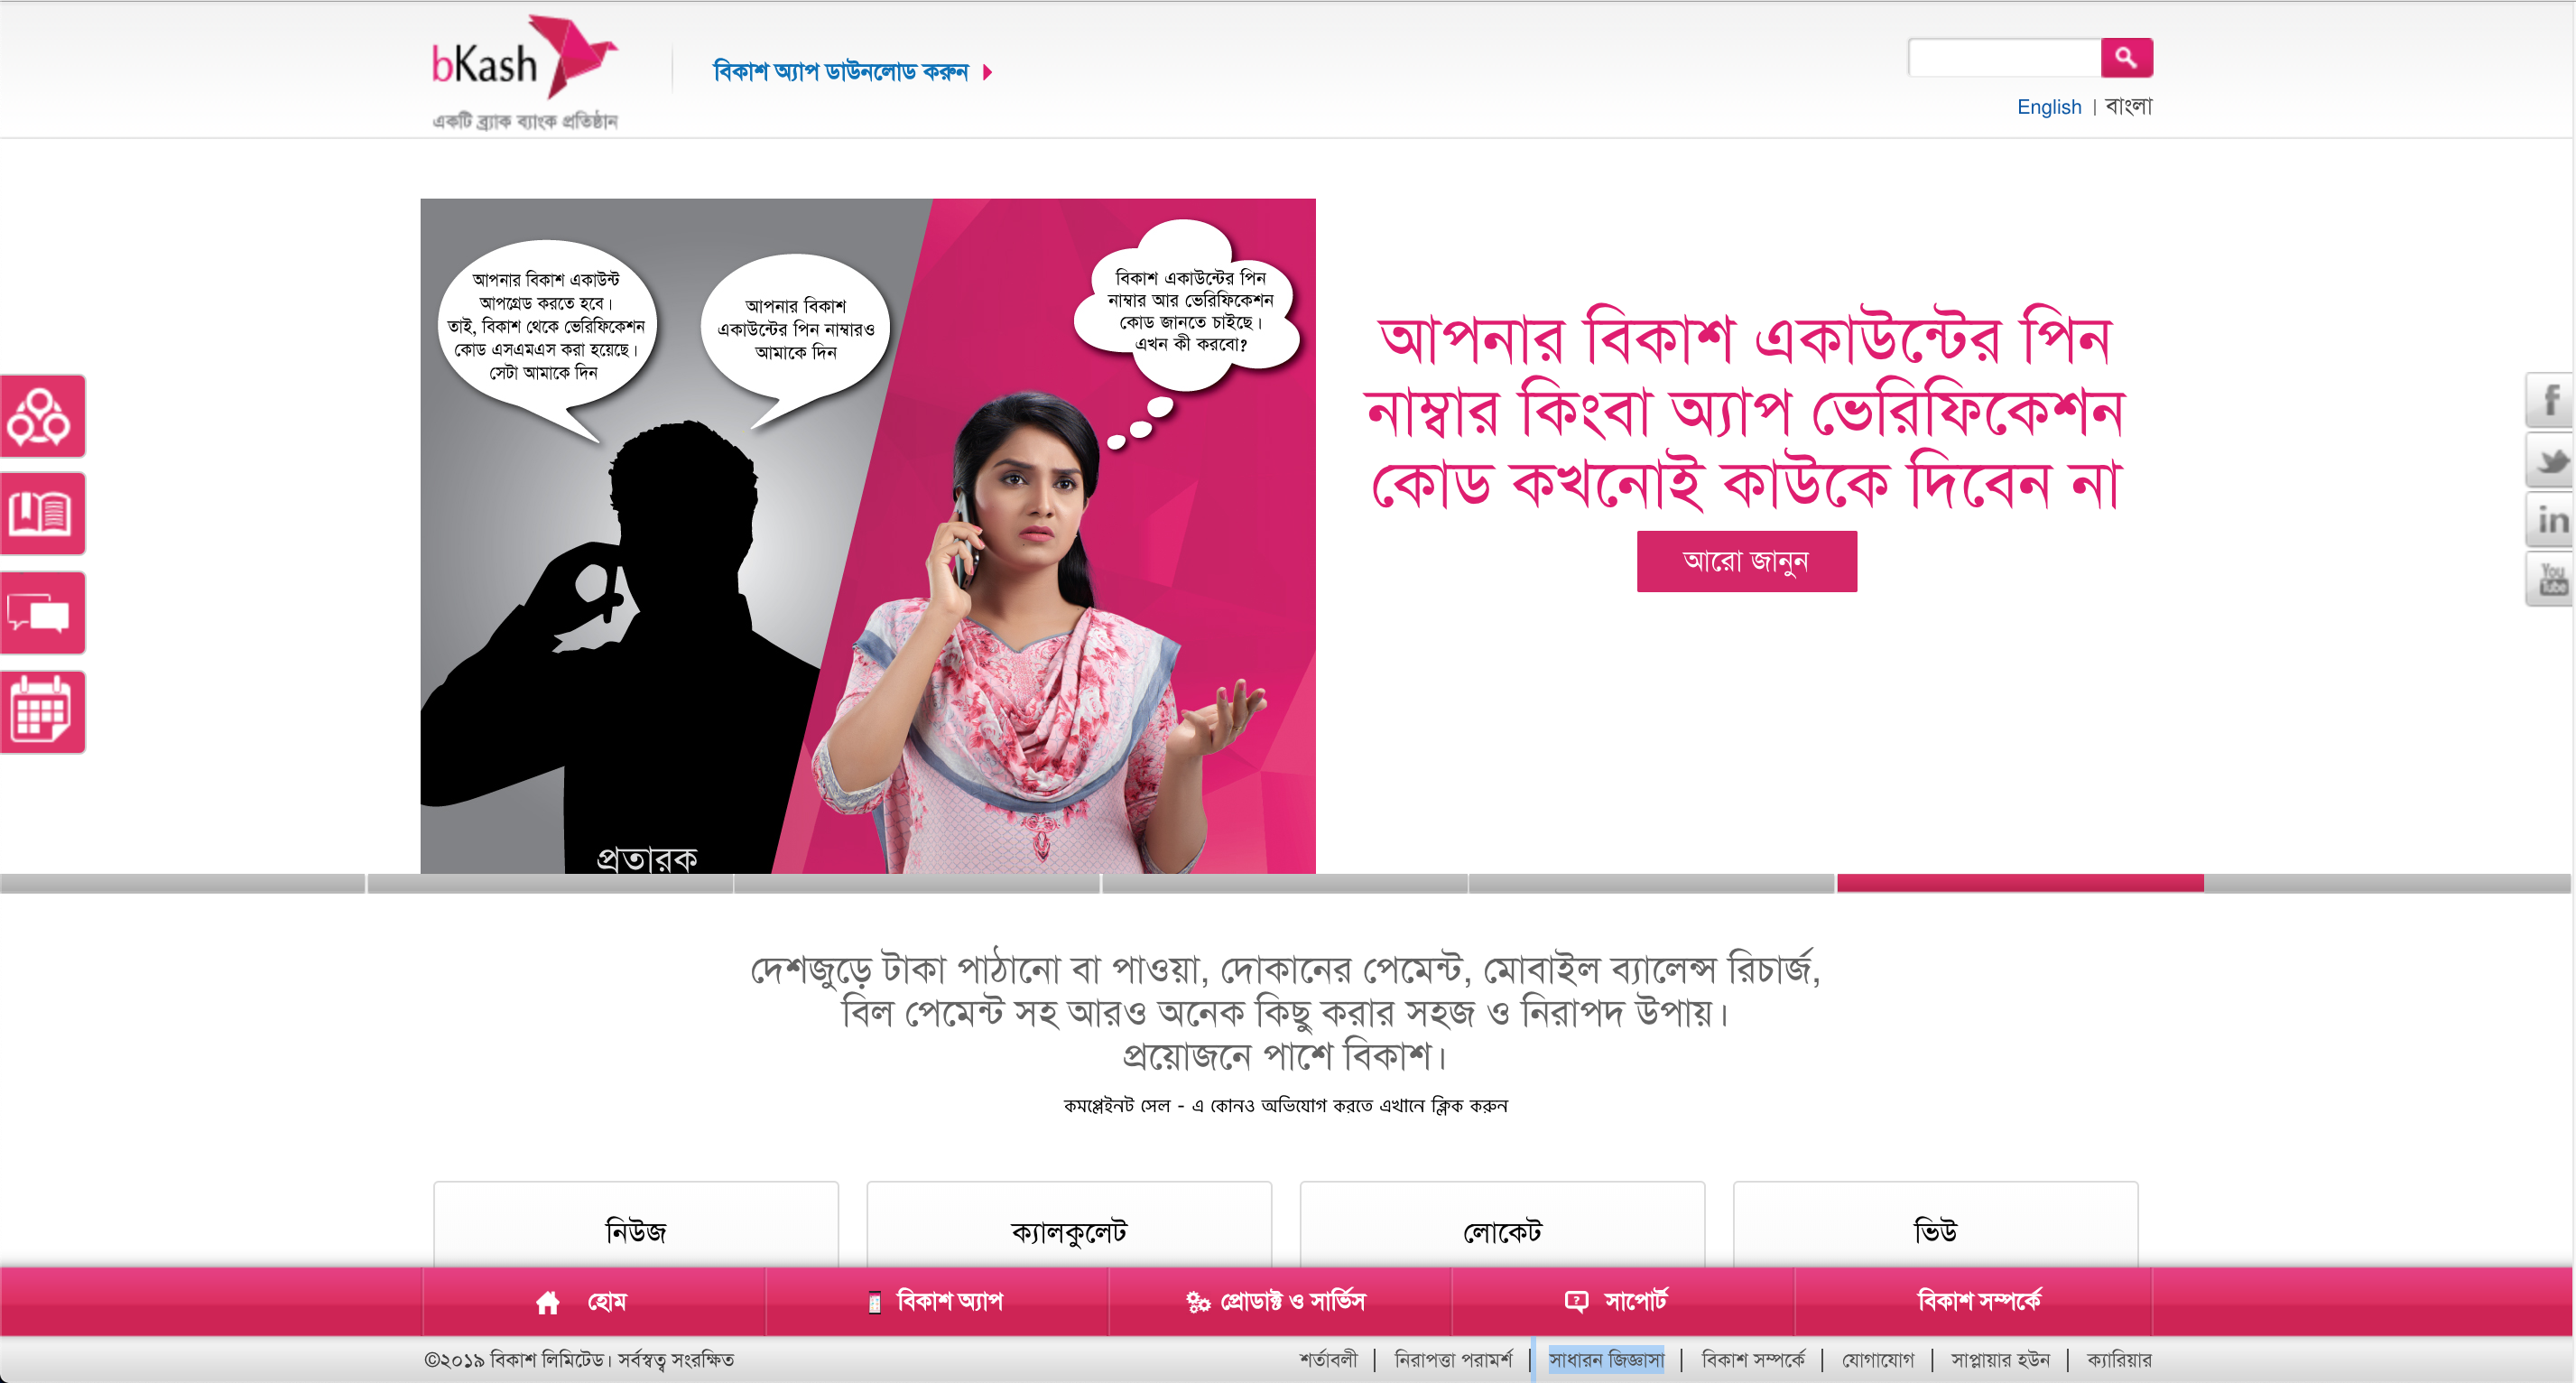 bKash
একটি ব্র্যাক ব্যাংক প্রতিষ্ঠান
বিকাশ অ্যাপ ডাউনলোড করুন
English | বাংলা
আপনার বিকাশ একাউন্ট
আপগ্রেড করতে হবে।
তাই, বিকাশ থেকে ভেরিফিকেশন
কোড এসএমএস করা হয়েছে।
সেটা আমাকে দিন
আপনার বিকাশ
একাউন্টের পিন নাম্বারও
আমাকে দিন
বিকাশ একাউন্টের পিন
নাম্বার আর ভেরিফিকেশন
কোড জানতে চাইছে।
এখন কী করবো?
প্রতারক
আপনার বিকাশ একাউন্টের পিন
নাম্বার কিংবা অ্যাপ ভেরিফিকেশন
কোড কখনোই কাউকে দিবেন না
আরো জানুন
f
in
You
Tube
দেশজুড়ে টাকা পাঠানো বা পাওয়া, দোকানের পেমেন্ট, মোবাইল ব্যালেন্স রিচার্জ,
বিল পেমেন্ট সহ আরও অনেক কিছু করার সহজ ও নিরাপদ উপায়।
প্রয়োজনে পাশে বিকাশ।
কমপ্লেইনট সেল - এ কোনও অভিযোগ করতে এখানে ক্লিক করুন
নিউজ
ক্যালকুলেট
লোকেট
ভিউ
হোম
বিকাশ অ্যাপ
প্রোডাক্ট ও সার্ভিস
সাপোর্ট
বিকাশ সম্পর্কে
©২০১৯ বিকাশ লিমিটেড। সর্বস্বত্ব সংরক্ষিত
শর্তাবলী | নিরাপত্তা পরামর্শ | সাধারন জিজ্ঞাসা | বিকাশ সম্পর্কে | যোগাযোগ | সাপ্লায়ার হউন | ক্যারিয়ার